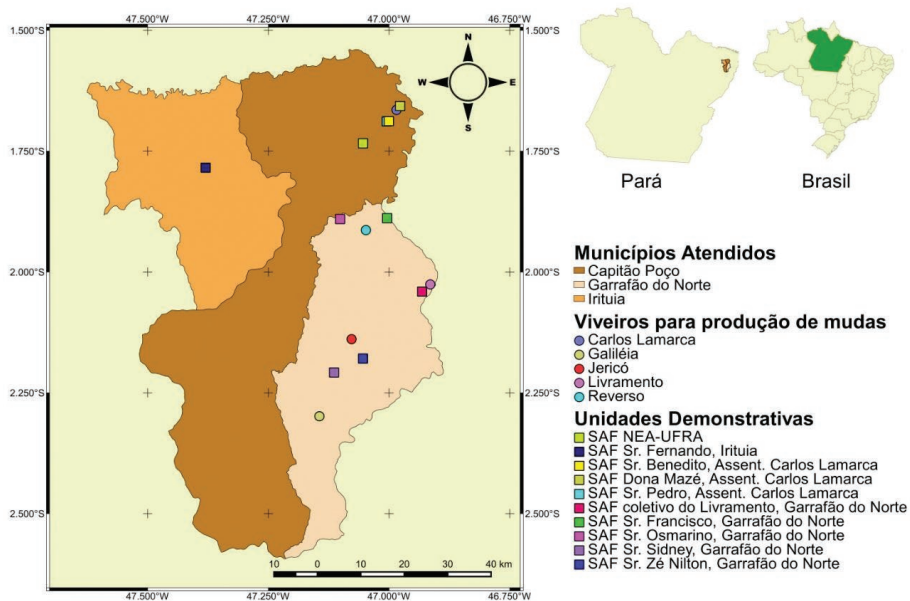 47.500°W 47.250°W 47.000°W 46.750°W
1.500°S 1.500°S
N
W E
S
1.750°S 1.750°S
2.000°S 2.000°S
2.250°S 2.250°S
2.500°S 2.500°S
10 0 10 20 30 40 km
47.500°W 47.250°W 47.000°W 46.750°W
Pará
Brasil
Municípios Atendidos
Capitão Poço
Garrafão do Norte
Irituia
Viveiros para produção de mudas
Carlos Lamarca
Galiléia
Jericó
Livramento
Reverso
Unidades Demonstrativas
SAF NEA-UFRA
SAF Sr. Fernando, Irituia
SAF Sr. Benedito, Assent. Carlos Lamarca
SAF Dona Mazé, Assent. Carlos Lamarca
SAF Sr. Pedro, Assent. Carlos Lamarca
SAF coletivo do Livramento, Garrafão do Norte
SAF Sr. Francisco, Garrafão do Norte
SAF Sr. Osmarino, Garrafão do Norte
SAF Sr. Sidney, Garrafão do Norte
SAF Sr. Zé Nilton, Garrafão do Norte